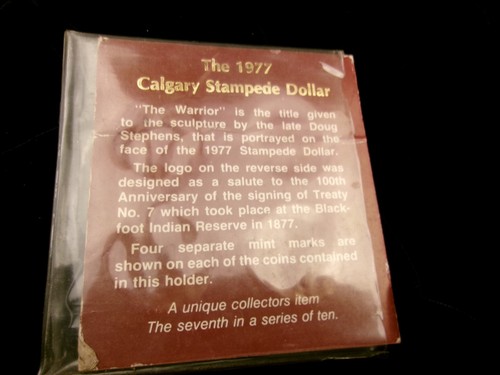 The 1977
Calgary Stampede Dollar
"The Warrior" is the title given
to the sculpture by the late Doug
Stephens, that is portrayed on the
face of the 1977 Stampede Dollar.
The logo on the reverse side was
designed as a salute to the 100th
Anniversary of the signing of Treaty
No. 7 which took place at the Black-
foot Indian Reserve in 1877.
Four separate mint marks are
shown on each of the coins contained
in this holder.
A unique collectors item
The seventh in a series of ten.